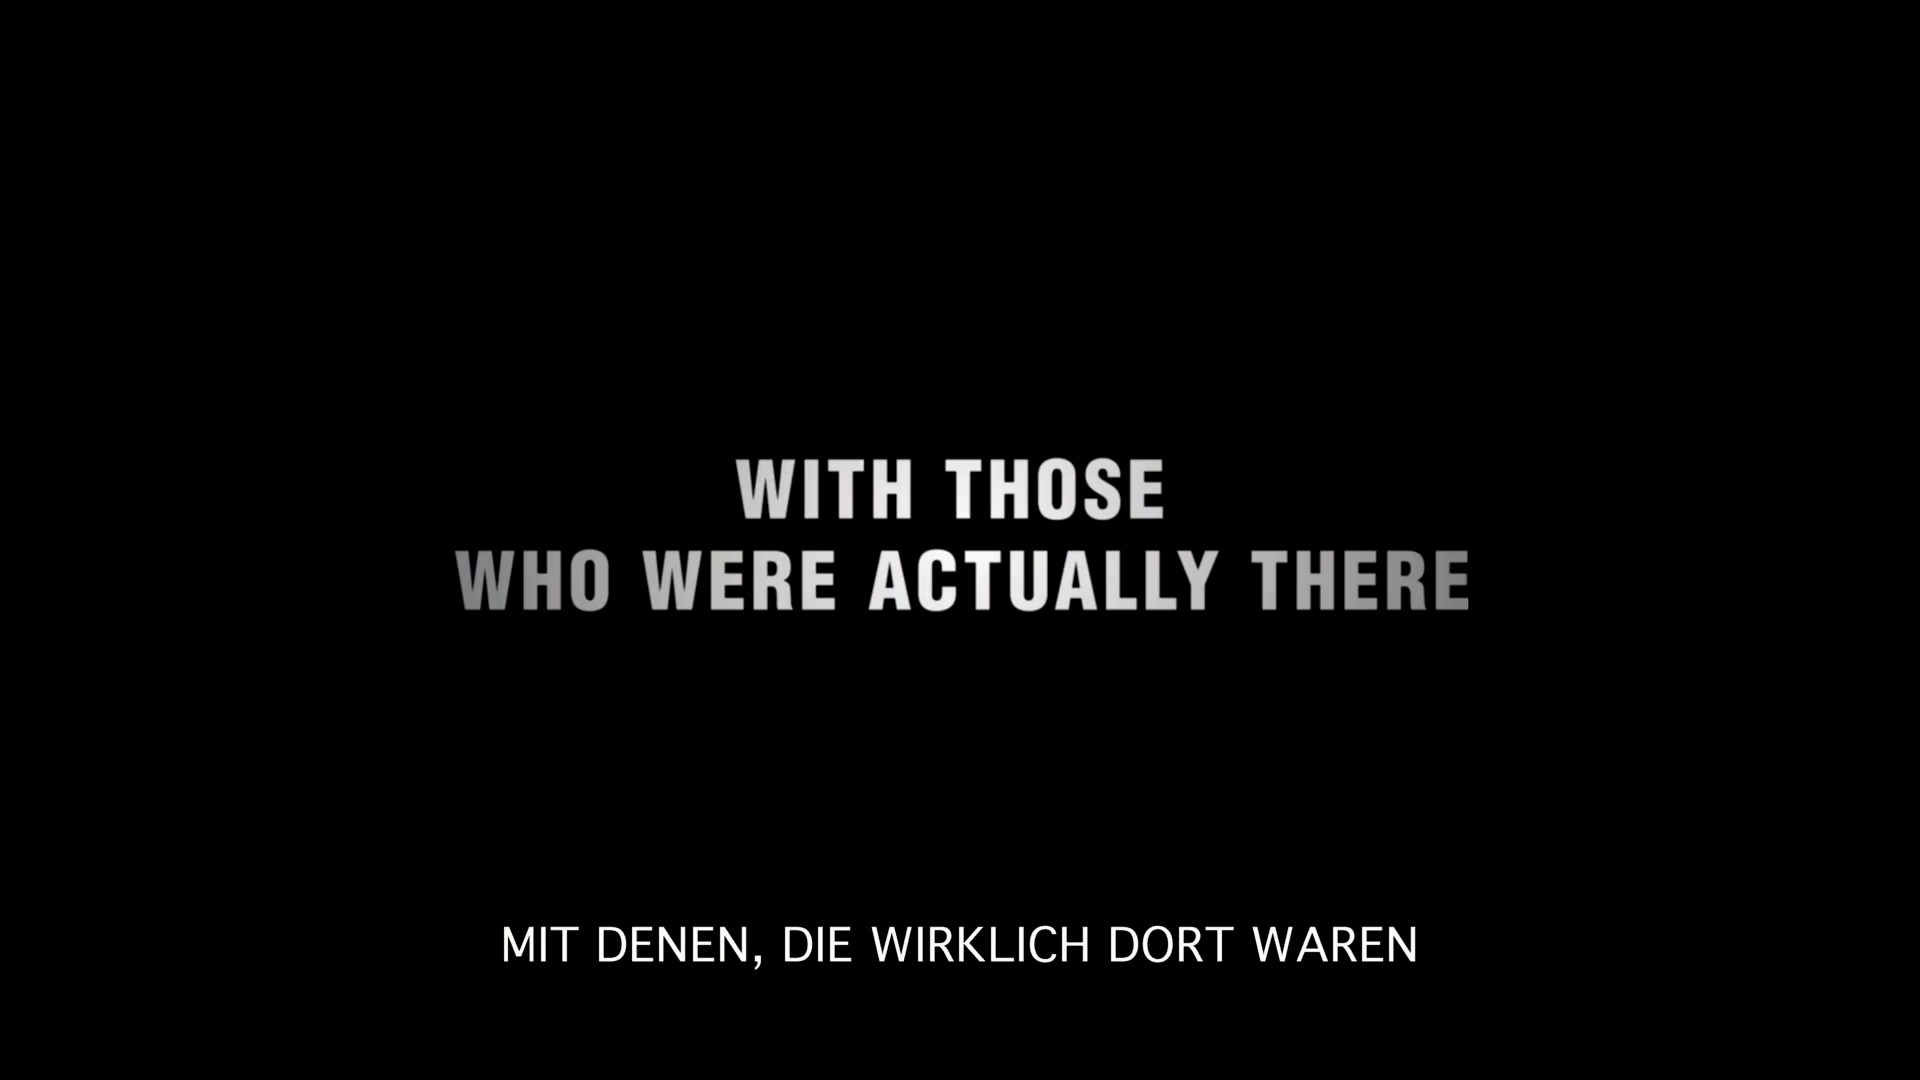 WITH THOSE
WHO WERE ACTUALLY THERE
MIT DENEN, DIE WIRKLICH DORT WAREN